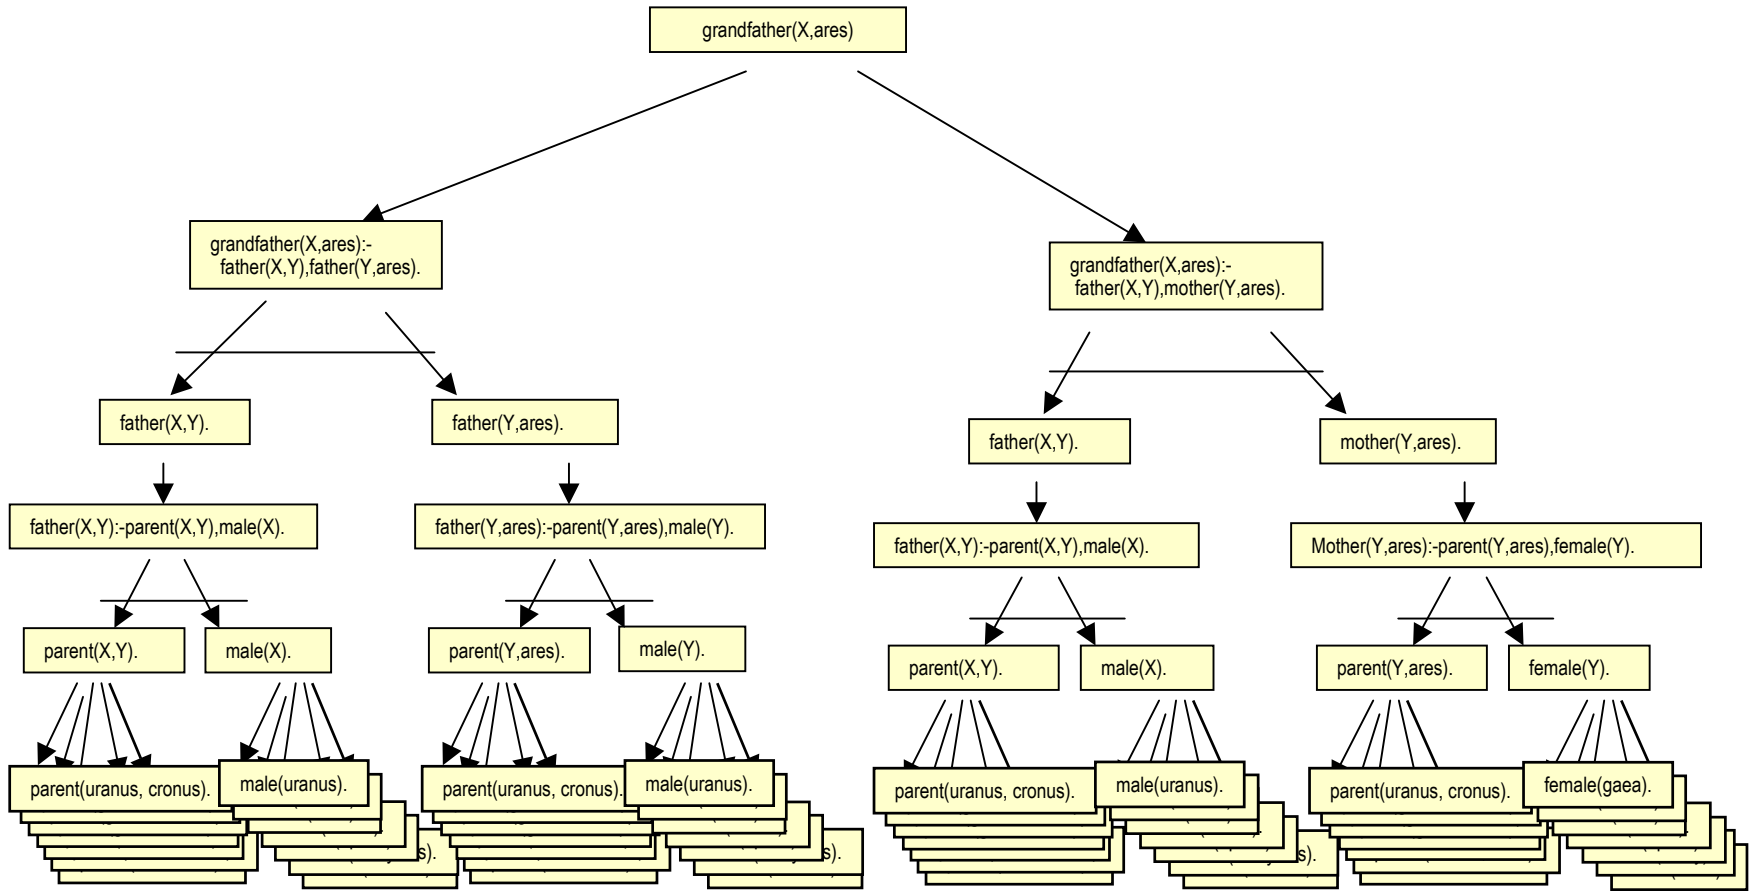 grandfather(X,ares)
grandfather(X,ares):-
father(X,Y),father(Y,ares).
grandfather(X,ares):-
father(X,Y),mother(Y,ares).
father(X,Y).
father(Y,ares).
father(X,Y).
mother(Y,ares).
father(X,Y):-parent(X,Y),male(X).
father(Y,ares):-parent(Y,ares),male(Y).
father(X,Y):-parent(X,Y),male(X).
Mother(Y,ares):-parent(Y,ares),female(Y).
parent(X,Y).
male(X).
parent(Y,ares).
male(Y).
parent(X,Y).
male(X).
parent(Y,ares).
female(Y).
parent(uranus, cronus).
male(uranus).
parent(uranus, cronus).
male(uranus).
parent(uranus, cronus).
male(uranus).
parent(uranus, cronus).
female(gaea).